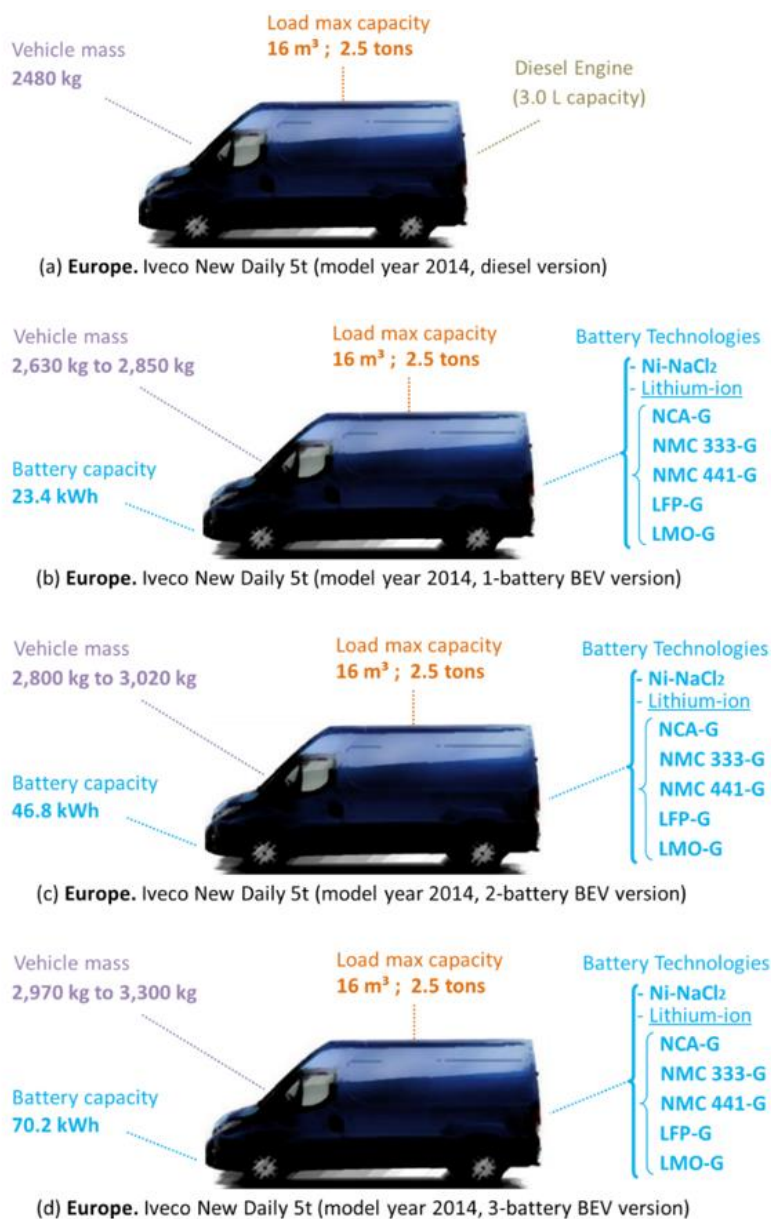 Load max capacity
16 m³ ; 2.5 tons
Vehicle mass
2480 kg
Diesel Engine
(3.0 L capacity)
(a) Europe. Iveco New Daily 5t (model year 2014, diesel version)
Vehicle mass
2,630 kg to 2,850 kg
Load max capacity
16 m³ ; 2.5 tons
Battery Technologies
- Ni-NaCl₂
- Lithium-ion
NCA-G
NMC 333-G
NMC 441-G
LFP-G
LMO-G
Battery capacity
23.4 kWh
(b) Europe. Iveco New Daily 5t (model year 2014, 1-battery BEV version)
Vehicle mass
2,800 kg to 3,020 kg
Load max capacity
16 m³ ; 2.5 tons
Battery Technologies
- Ni-NaCl₂
- Lithium-ion
NCA-G
NMC 333-G
NMC 441-G
LFP-G
LMO-G
Battery capacity
46.8 kWh
(c) Europe. Iveco New Daily 5t (model year 2014, 2-battery BEV version)
Vehicle mass
2,970 kg to 3,300 kg
Load max capacity
16 m³ ; 2.5 tons
Battery Technologies
- Ni-NaCl₂
- Lithium-ion
NCA-G
NMC 333-G
NMC 441-G
LFP-G
LMO-G
Battery capacity
70.2 kWh
(d) Europe. Iveco New Daily 5t (model year 2014, 3-battery BEV version)